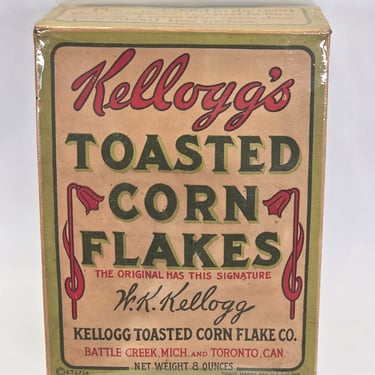 Kellogg's
TOASTED
CORN
FLAKES
THE ORIGINAL HAS THIS SIGNATURE
W.K. Kellogg
KELLOGG TOASTED CORN FLAKE CO.
BATTLE CREEK, MICH. AND TORONTO, CAN.
NET WEIGHT 8 OUNCES